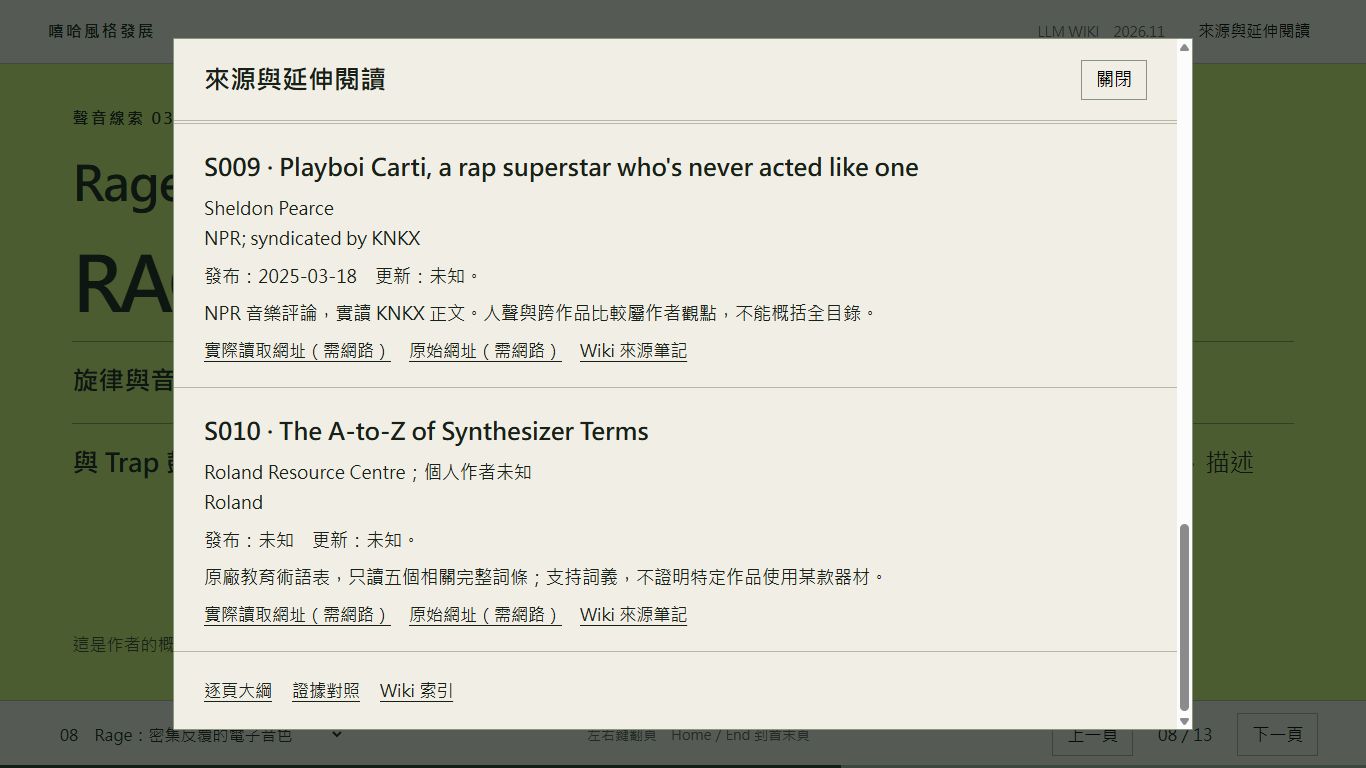 嘻哈風格發展
LLM WIKI 2026.11 來源與延伸閱讀
來源與延伸閱讀
關閉
聲音線索 03
Rage
RA
旋律與音
與 Trap
描述
這是作者的概
S009 · Playboi Carti, a rap superstar who's never acted like one
Sheldon Pearce
NPR; syndicated by KNKX
發布：2025-03-18 更新：未知。
NPR 音樂評論，實讀 KNKX 正文。人聲與跨作品比較屬作者觀點，不能概括全目錄。
實際讀取網址（需網路） 原始網址（需網路） Wiki 來源筆記
S010 · The A-to-Z of Synthesizer Terms
Roland Resource Centre；個人作者未知
Roland
發布：未知 更新：未知。
原廠教育術語表，只讀五個相關完整詞條；支持詞義，不證明特定作品使用某款器材。
實際讀取網址（需網路） 原始網址（需網路） Wiki 來源筆記
逐頁大綱 證據對照 Wiki 索引
08 Rage：密集反覆的電子音色
左右鍵翻頁 Home / End 到首末頁
上一頁 08 / 13 下一頁